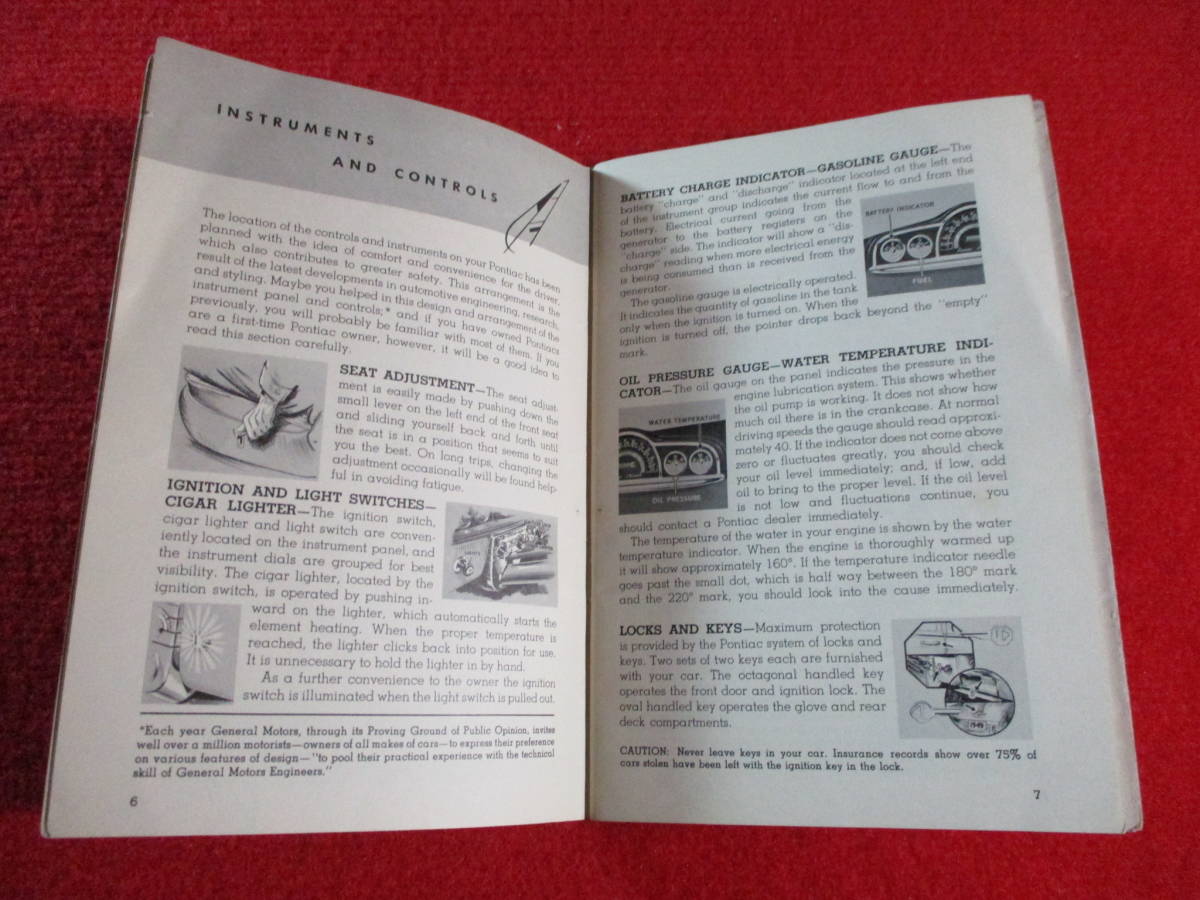 INSTRUMENTS
AND CONTROLS
The location of the controls and instruments on your Pontiac has been
planned with the idea of comfort and convenience for the driver,
which also contributes to greater safety. This arrangement is the
result of the latest developments in automotive engineering, research,
and styling. Maybe you helped in this design and arrangement of the
instrument panel and controls;* and if you have owned Pontiacs
previously, you will probably be familiar with most of them. If you
are a first-time Pontiac owner, however, it will be a good idea to
read this section carefully.
SEAT ADJUSTMENT—The seat adjust-
ment is easily made by pushing down the
small lever on the left end of the front seat
and sliding yourself back and forth until
the seat is in a position that seems to suit
you the best. On long trips, changing the
adjustment occasionally will be found help-
ful in avoiding fatigue.
IGNITION AND LIGHT SWITCHES—
CIGAR LIGHTER—The ignition switch,
cigar lighter and light switch are conven-
iently located on the instrument panel, and
the instrument dials are grouped for best
visibility. The cigar lighter, located by the
ignition switch, is operated by pushing in-
ward on the lighter, which automatically starts the
element heating. When the proper temperature is
reached, the lighter clicks back into position for use.
It is unnecessary to hold the lighter in by hand.
As a further convenience to the owner the ignition
switch is illuminated when the light switch is pulled out.
*Each year General Motors, through its Proving Ground of Public Opinion, invites
well over a million motorists—owners of all makes of cars—to express their preference
on various features of design—"to pool their practical experience with the technical
skill of General Motors Engineers."
6
BATTERY CHARGE INDICATOR—GASOLINE GAUGE—The
battery "charge" and "discharge" indicator located at the left end
of the instrument group indicates the current flow to and from the
battery. Electrical current going from the
generator to the battery registers on the
"charge" side. The indicator will show a "dis-
charge" reading when more electrical energy
is being consumed than is received from the
generator.
BATTERY INDICATOR
FUEL
The gasoline gauge is electrically operated.
It indicates the quantity of gasoline in the tank
only when the ignition is turned on. When the
ignition is turned off, the pointer drops back beyond the "empty"
mark.
OIL PRESSURE GAUGE—WATER TEMPERATURE INDI-
CATOR—The oil gauge on the panel indicates the pressure in the
engine lubrication system. This shows whether
the oil pump is working. It does not show how
much oil there is in the crankcase. At normal
driving speeds the gauge should read approxi-
mately 40. If the indicator does not come above
zero or fluctuates greatly, you should check
your oil level immediately; and, if low, add
oil to bring to the proper level. If the oil level
is not low and fluctuations continue, you
should contact a Pontiac dealer immediately.
WATER TEMPERATURE
OIL PRESSURE
The temperature of the water in your engine is shown by the water
temperature indicator. When the engine is thoroughly warmed up
it will show approximately 160°. If the temperature indicator needle
goes past the small dot, which is half way between the 180° mark
and the 220° mark, you should look into the cause immediately.
LOCKS AND KEYS—Maximum protection
is provided by the Pontiac system of locks and
keys. Two sets of two keys each are furnished
with your car. The octagonal handled key
operates the front door and ignition lock. The
oval handled key operates the glove and rear
deck compartments.
CAUTION: Never leave keys in your car. Insurance records show over 75% of
cars stolen have been left with the ignition key in the lock.
7